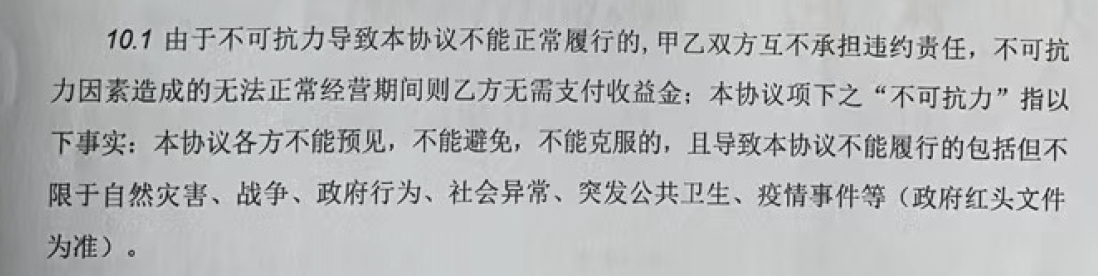 10.1 由于不可抗力导致本协议不能正常履行的,甲乙双方互不承担违约责任，不可抗
力因素造成的无法正常经营期间则乙方无需支付收益金；本协议项下之“不可抗力”指以
下事实：本协议各方不能预见，不能避免，不能克服的，且导致本协议不能履行的包括但不
限于自然灾害、战争、政府行为、社会异常、突发公共卫生、疫情事件等（政府红头文件
为准）。